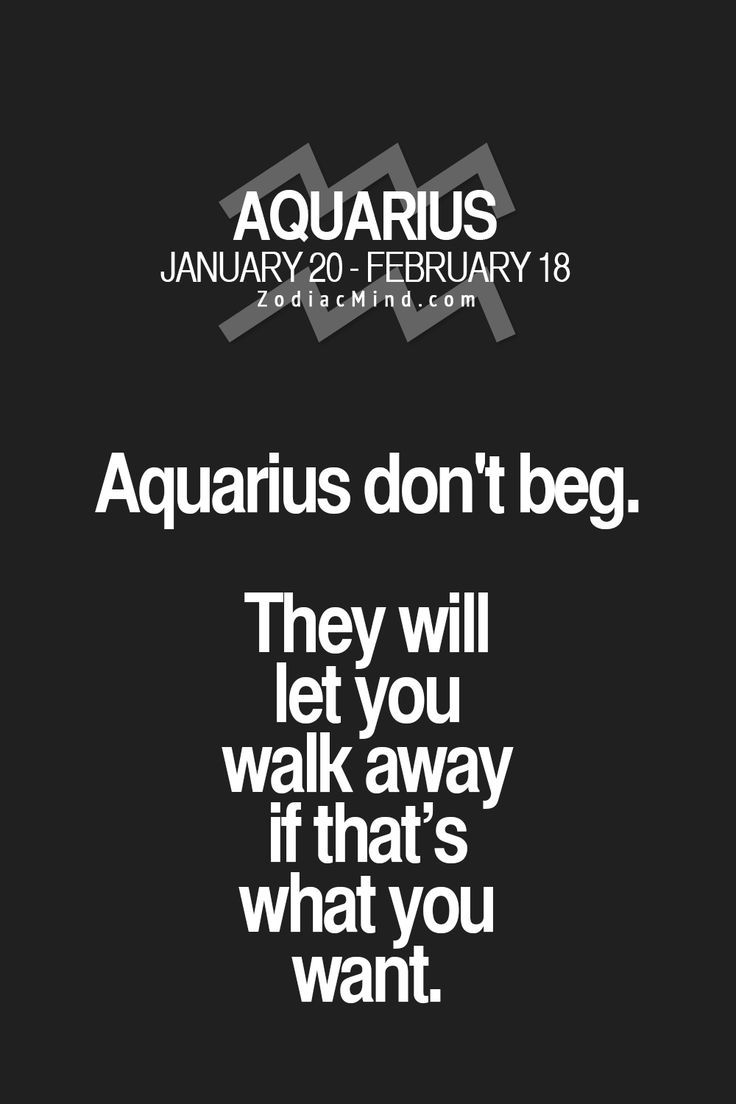 AQUARIUS
JANUARY 20 - FEBRUARY 18
ZodiacMind.com
Aquarius don't beg.
They will
let you
walk away
if that’s
what you
want.